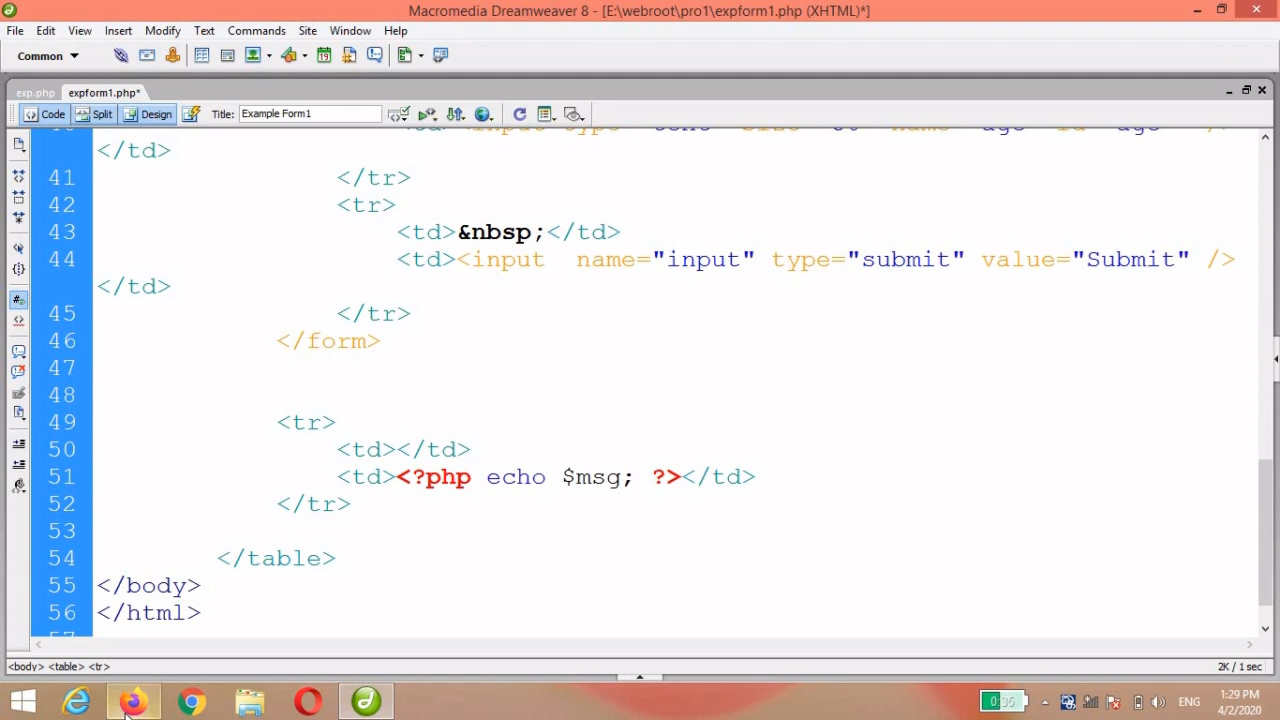 Macromedia Dreamweaver 8 - [E:\webroot\pro1\expform1.php (XHTML)*]
File Edit View Insert Modify Text Commands Site Window Help
Common
exp.php expform1.php*
Code Split Design Title: Example Form1
</td>
41 </tr>
42 <tr>
43 <td>&nbsp;</td>
44 <td><input name="input" type="submit" value="Submit" />
</td>
45 </tr>
46 </form>
47
48
49 <tr>
50 <td></td>
51 <td><?php echo $msg; ?></td>
52 </tr>
53
54 </table>
55 </body>
56 </html>
<body> <table> <tr> 2K / 1 sec
0:36 ENG 1:29 PM
4/2/2020